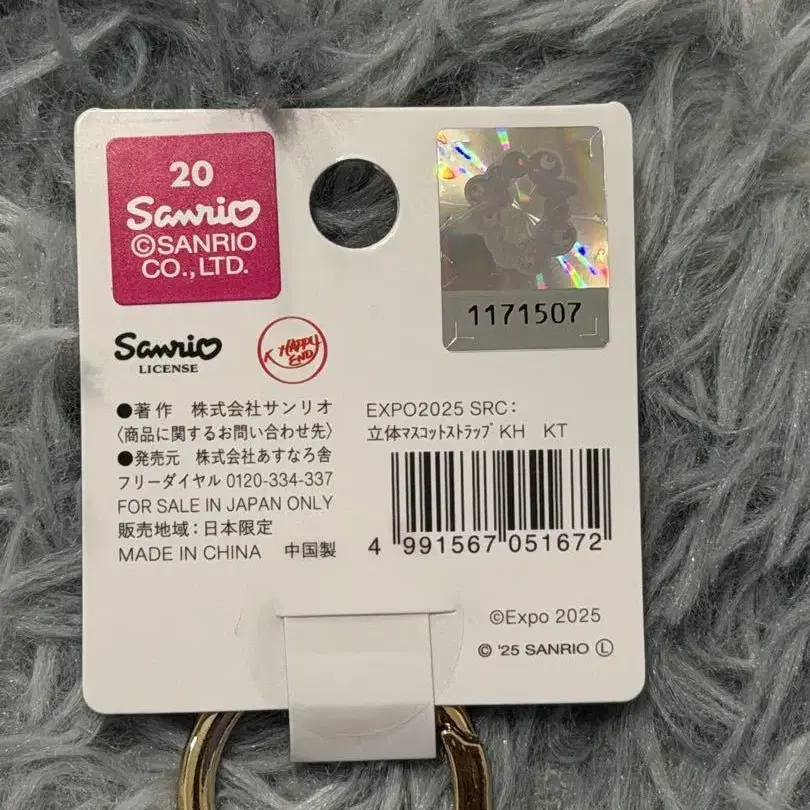 20
Sanrio
©SANRIO
CO.,LTD.
1171507
Sanrio
LICENSE
K HAPPY
END
●著作 株式会社サンリオ
〈商品に関するお問い合わせ先〉
●発売元 株式会社あすなろ舎
フリーダイヤル 0120-334-337
FOR SALE IN JAPAN ONLY
販売地域：日本限定
MADE IN CHINA 中国製
EXPO2025 SRC：
立体ﾏｽｺｯﾄｽﾄﾗｯﾌﾟ KH KT
4 991567 051672
©Expo 2025
© '25 SANRIO Ⓛ